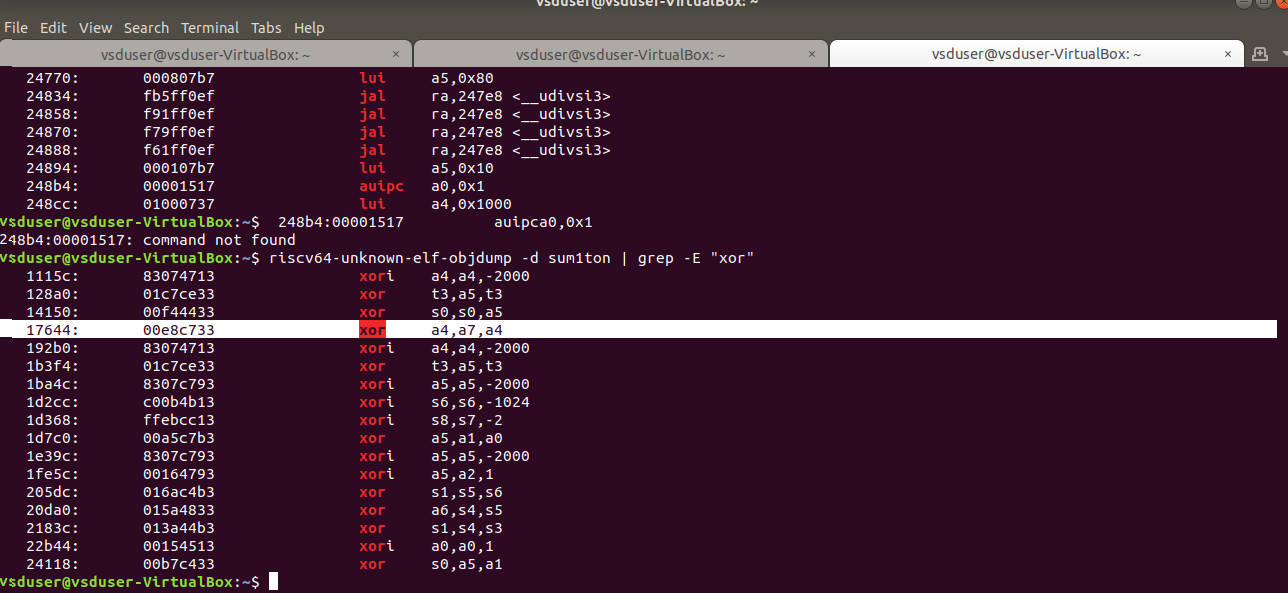 vsduser@vsduser-VirtualBox: ~
File Edit View Search Terminal Tabs Help
vsduser@vsduser-VirtualBox: ~ × vsduser@vsduser-VirtualBox: ~ × vsduser@vsduser-VirtualBox: ~ ×
24770: 000807b7 lui a5,0x80
24834: fb5ff0ef jal ra,247e8 <__udivsi3>
24858: f91ff0ef jal ra,247e8 <__udivsi3>
24870: f79ff0ef jal ra,247e8 <__udivsi3>
24888: f61ff0ef jal ra,247e8 <__udivsi3>
24894: 000107b7 lui a5,0x10
248b4: 00001517 auipc a0,0x1
248cc: 01000737 lui a4,0x1000
vsduser@vsduser-VirtualBox:~$ 248b4:00001517 auipca0,0x1
248b4:00001517: command not found
vsduser@vsduser-VirtualBox:~$ riscv64-unknown-elf-objdump -d sum1ton | grep -E "xor"
1115c: 83074713 xori a4,a4,-2000
128a0: 01c7ce33 xor t3,a5,t3
14150: 00f44433 xor s0,s0,a5
17644: 00e8c733 xor a4,a7,a4
192b0: 83074713 xori a4,a4,-2000
1b3f4: 01c7ce33 xor t3,a5,t3
1ba4c: 8307c793 xori a5,a5,-2000
1d2cc: c00b4b13 xori s6,s6,-1024
1d368: ffebcc13 xori s8,s7,-2
1d7c0: 00a5c7b3 xor a5,a1,a0
1e39c: 8307c793 xori a5,a5,-2000
1fe5c: 00164793 xori a5,a2,1
205dc: 016ac4b3 xor s1,s5,s6
20da0: 015a4833 xor a6,s4,s5
2183c: 013a44b3 xor s1,s4,s3
22b44: 00154513 xori a0,a0,1
24118: 00b7c433 xor s0,a5,a1
vsduser@vsduser-VirtualBox:~$